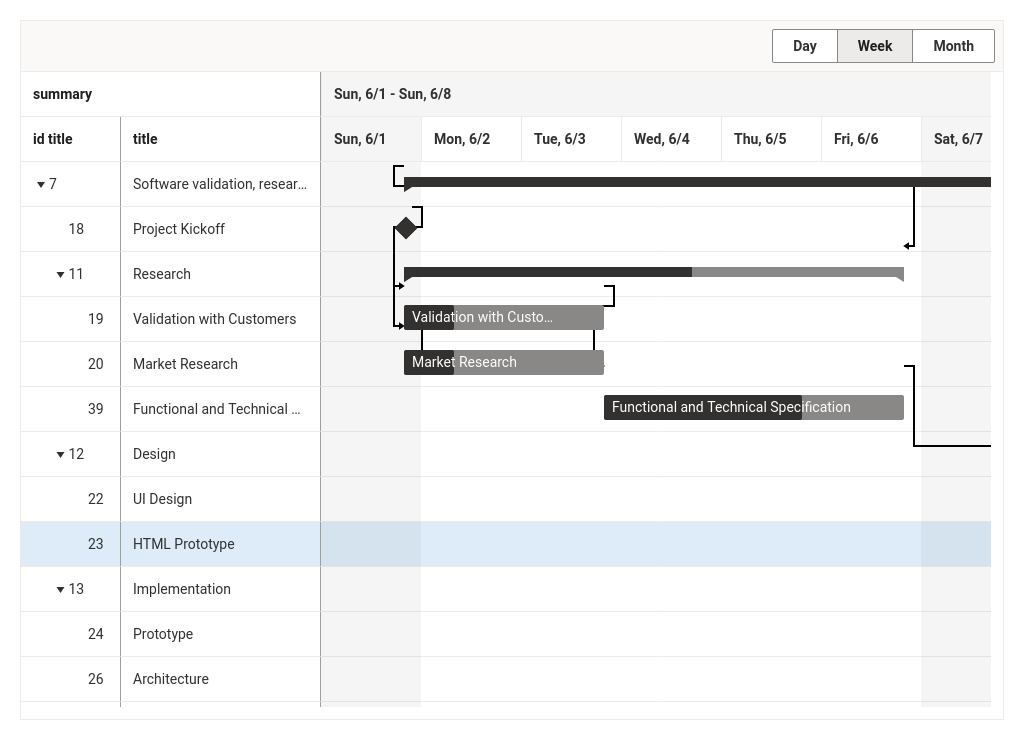 Day Week Month
summary Sun, 6/1 - Sun, 6/8
id title title Sun, 6/1 Mon, 6/2 Tue, 6/3 Wed, 6/4 Thu, 6/5 Fri, 6/6 Sat, 6/7
7 Software validation, resear…
18 Project Kickoff
11 Research
19 Validation with Customers Validation with Custo…
20 Market Research Market Research
39 Functional and Technical … Functional and Technical Specification
12 Design
22 UI Design
23 HTML Prototype
13 Implementation
24 Prototype
26 Architecture